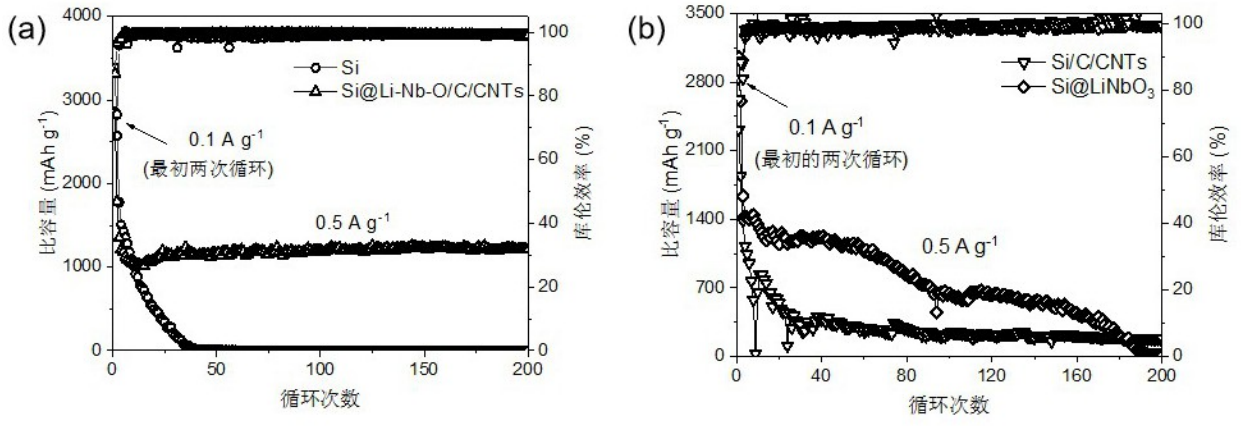 (a)
4000
3000
2000
1000
0
比容量 (mAh g⁻¹)
Si
Si@Li-Nb-O/C/CNTs
0.1 A g⁻¹
(最初两次循环)
0.5 A g⁻¹
100
80
60
40
20
0
库伦效率 (%)
0
50
100
150
200
循环次数
(b)
3500
2800
2100
1400
700
0
比容量 (mAh g⁻¹)
Si/C/CNTs
Si@LiNbO₃
0.1 A g⁻¹
(最初的两次循环)
0.5 A g⁻¹
100
80
60
40
20
0
库伦效率 (%)
0
40
80
120
160
200
循环次数